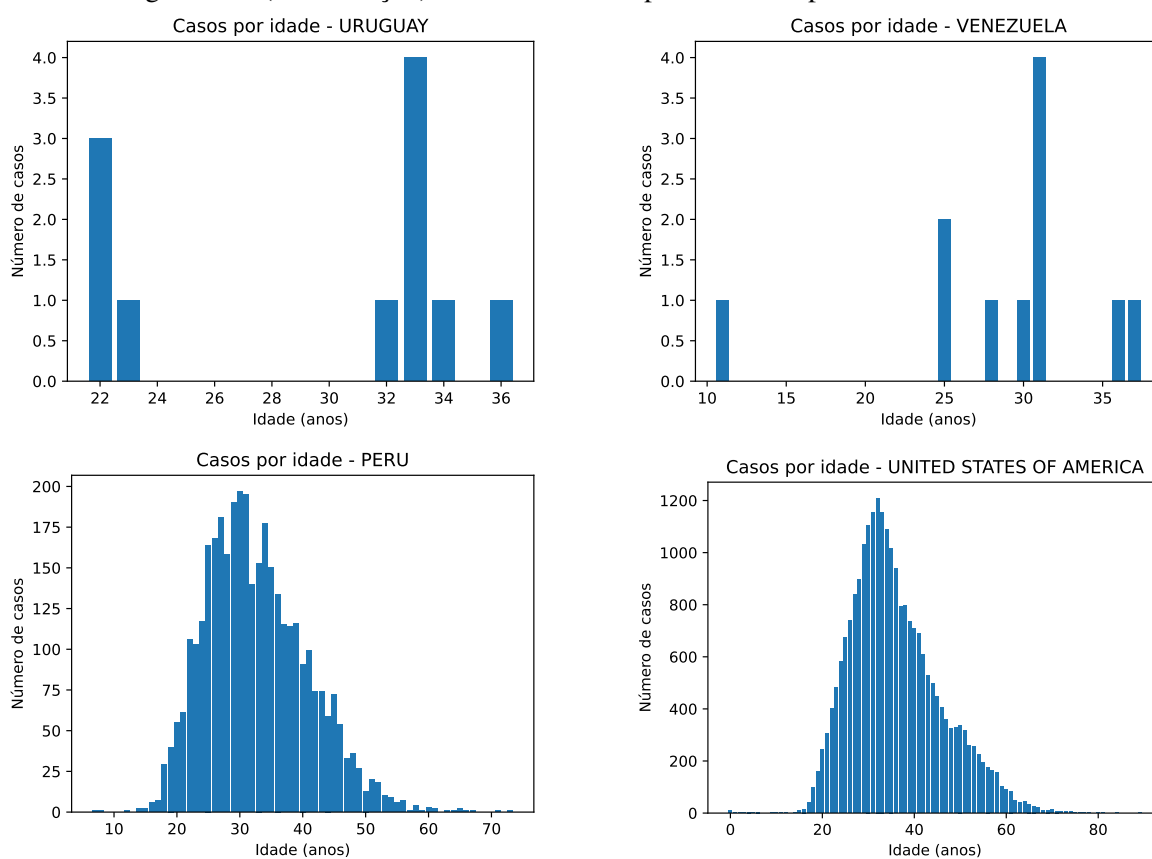 Casos por idade - URUGUAY
4.0
3.5
3.0
2.5
2.0
1.5
1.0
0.5
0.0
Número de casos
22 24 26 28 30 32 34 36
Idade (anos)
Casos por idade - VENEZUELA
4.0
3.5
3.0
2.5
2.0
1.5
1.0
0.5
0.0
Número de casos
10 15 20 25 30 35
Idade (anos)
Casos por idade - PERU
200
175
150
125
100
75
50
25
0
Número de casos
10 20 30 40 50 60 70
Idade (anos)
Casos por idade - UNITED STATES OF AMERICA
1200
1000
800
600
400
200
0
Número de casos
0 20 40 60 80
Idade (anos)